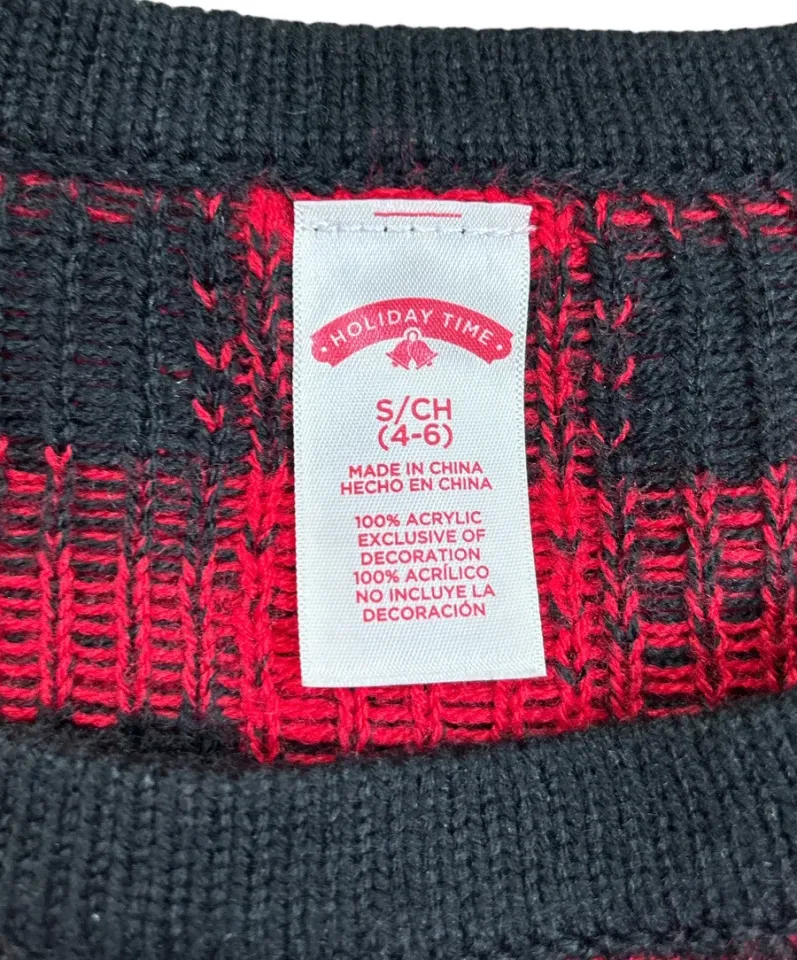 • HOLIDAY TIME •
S/CH
(4-6)
MADE IN CHINA
HECHO EN CHINA
100% ACRYLIC
EXCLUSIVE OF
DECORATION
100% ACRÍLICO
NO INCLUYE LA
DECORACIÓN